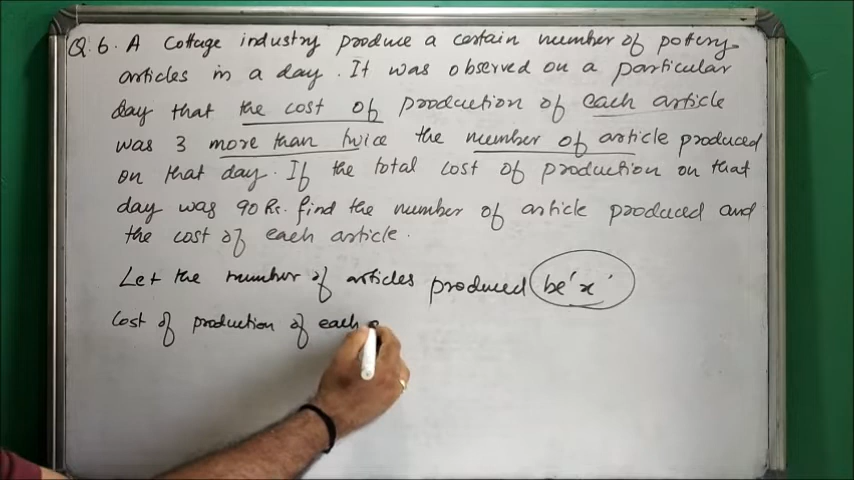 Q.6. A Cottage industry produce a certain number of pottery
articles in a day. It was observed on a particular
day that the cost of production of each article
was 3 more than twice the number of article produced
on that day. If the total cost of production on that
day was 90 Rs. find the number of article produced and
the cost of each article.
Let the number of articles produced be 'x'
Cost of production of each